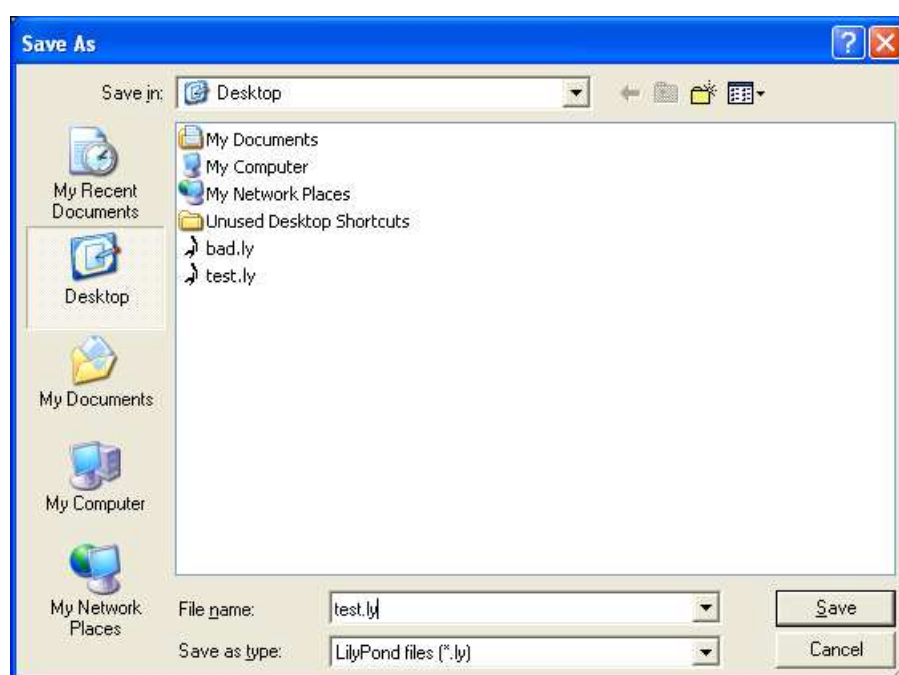 Save As
Save in: Desktop
My Recent
Documents
Desktop
My Documents
My Computer
My Network
Places
My Documents
My Computer
My Network Places
Unused Desktop Shortcuts
bad.ly
test.ly
File name: test.ly Save
Save as type: LilyPond files (*.ly) Cancel